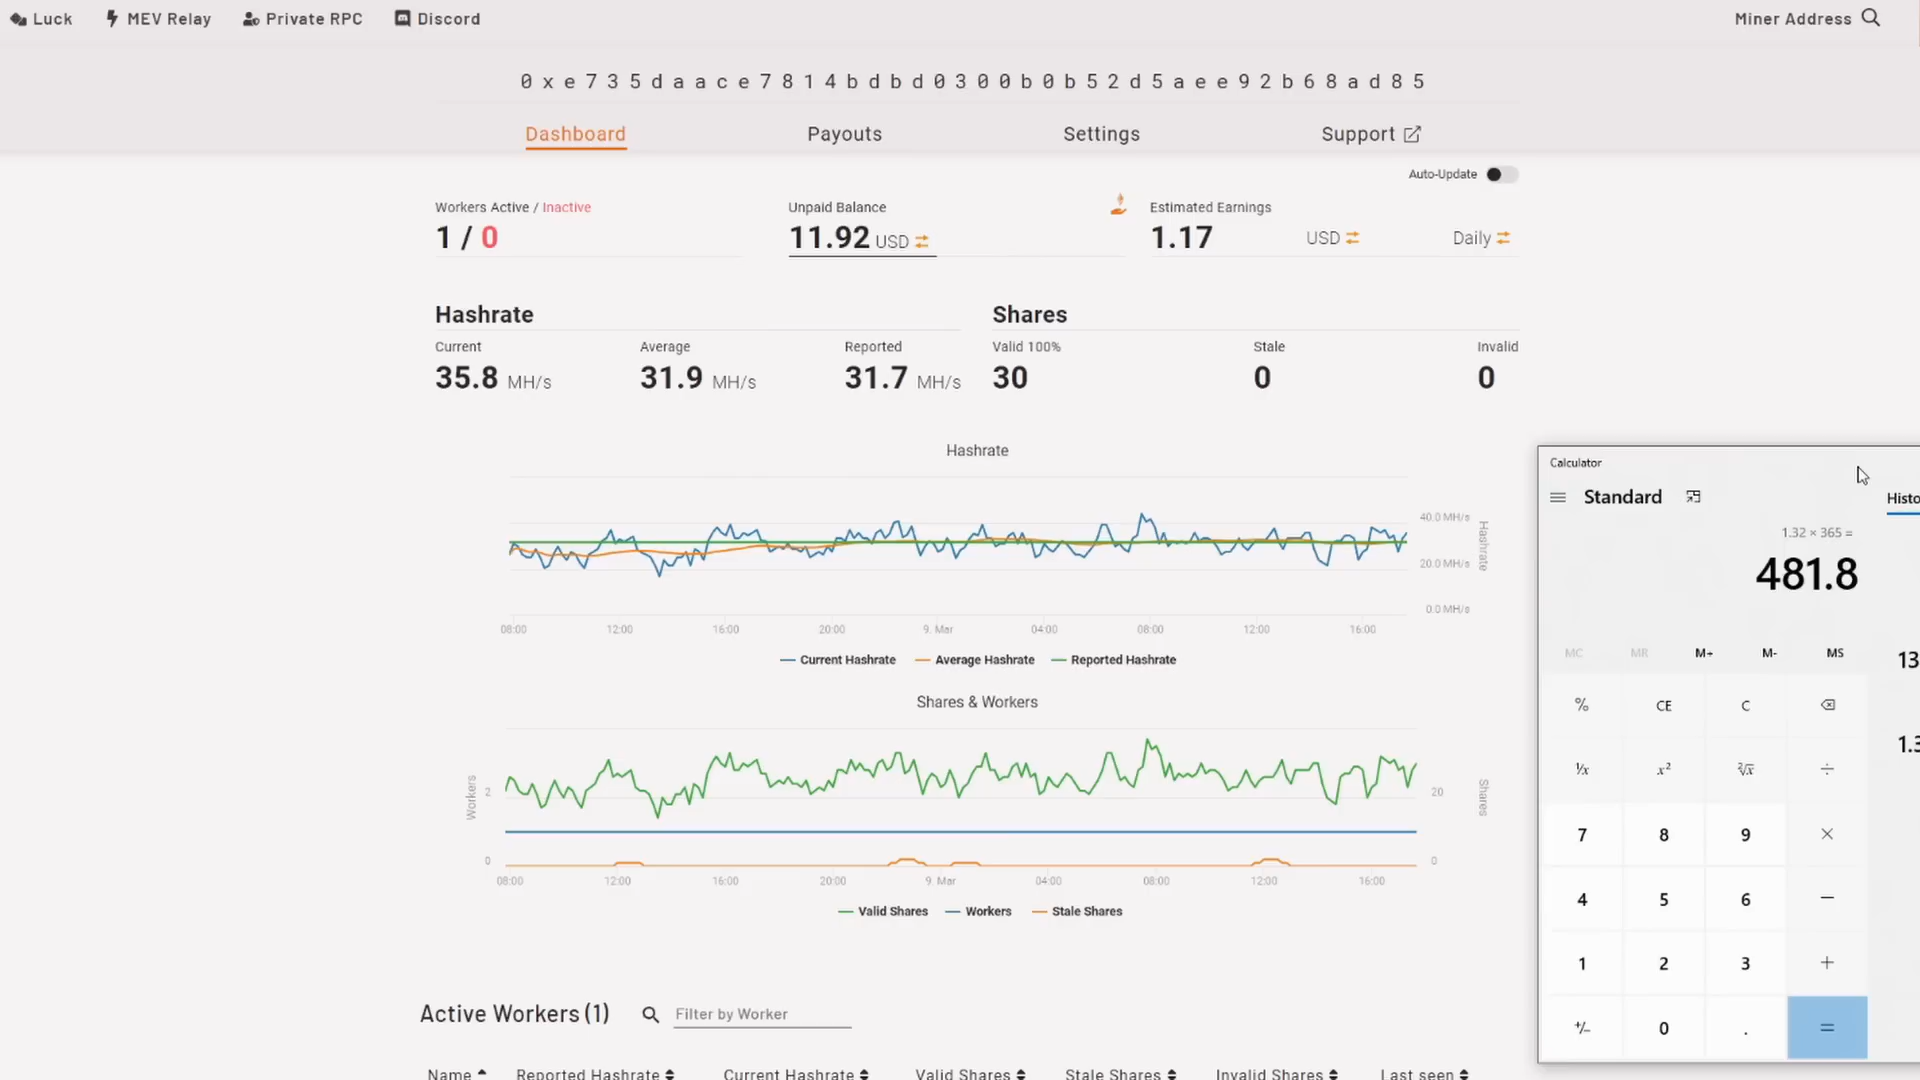 Luck MEV Relay Private RPC Discord Miner Address
0xe735daace7814bdbd0300b0b52d5aee92b68ad85
Dashboard Payouts Settings Support
Auto-Update
Workers Active / Inactive Unpaid Balance Estimated Earnings
1 / 0 11.92 USD 1.17 USD Daily
Hashrate Shares
Current Average Reported Valid 100% Stale Invalid
35.8 MH/s 31.9 MH/s 31.7 MH/s 30 0 0
Hashrate
40.0 MH/s
20.0 MH/s
0.0 MH/s
Hashrate
08:00 12:00 16:00 20:00 9. Mar 04:00 08:00 12:00 16:00
Current Hashrate Average Hashrate Reported Hashrate
Shares & Workers
Workers
2 20
0 0
Shares
08:00 12:00 16:00 20:00 9. Mar 04:00 08:00 12:00 16:00
Valid Shares Workers Stale Shares
Active Workers (1) Filter by Worker
Name Reported Hashrate Current Hashrate Valid Shares Stale Shares Invalid Shares Last seen
Calculator
Standard Histo
1.32 × 365 =
481.8
MC MR M+ M- MS
13
% CE C
1.3
1/x x² ²√x ÷
7 8 9 ×
4 5 6 −
1 2 3 +
+/− 0 . =